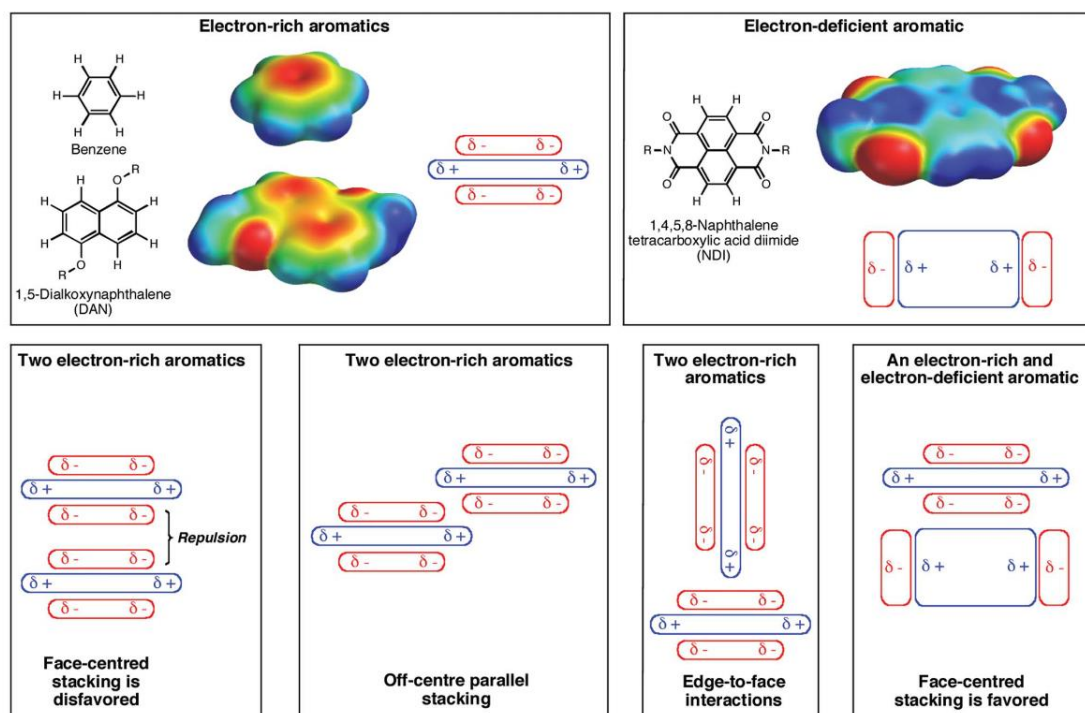 Electron-rich aromatics
H
H
H
H
H
H
Benzene
R
O
H
H
H
H
H
H
O
R
1,5-Dialkoxynaphthalene
(DAN)
δ - δ -
δ + δ +
δ - δ -
Electron-deficient aromatic
H H
O O
R-N N-R
O O
H H
1,4,5,8-Naphthalene
tetracarboxylic acid diimide
(NDI)
δ - δ + δ + δ -
Two electron-rich aromatics
δ - δ -
δ + δ +
δ - δ -
Repulsion
δ - δ -
δ + δ +
δ - δ -
Face-centred
stacking is
disfavored
Two electron-rich aromatics
δ - δ -
δ + δ +
δ - δ -
δ - δ -
δ + δ +
δ - δ -
Off-centre parallel
stacking
Two electron-rich
aromatics
δ +
δ - δ -
δ - δ -
δ +
δ - δ -
δ + δ +
δ - δ -
Edge-to-face
interactions
An electron-rich and
electron-deficient aromatic
δ - δ -
δ + δ +
δ - δ -
δ - δ + δ + δ -
Face-centred
stacking is favored